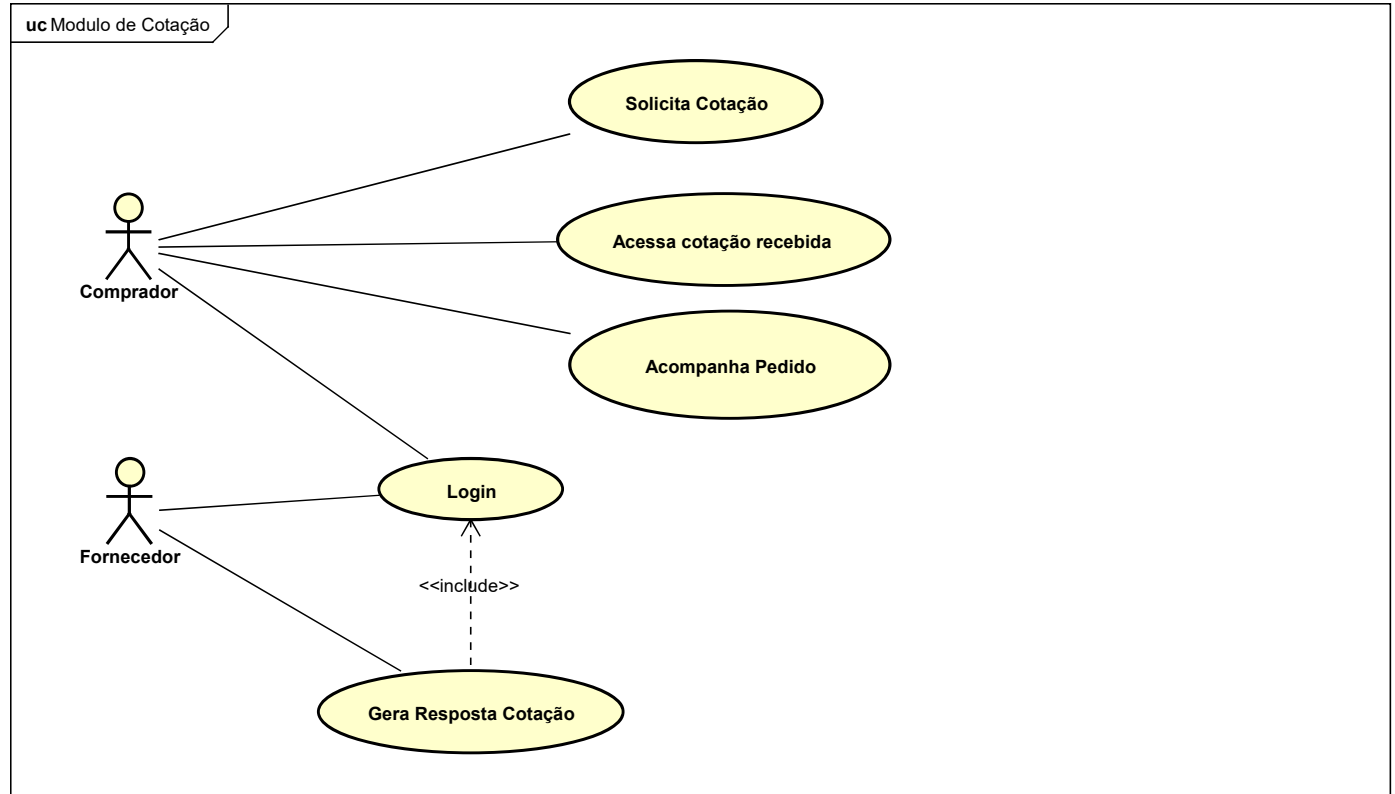 uc Modulo de Cotação
Solicita Cotação
Acessa cotação recebida
Comprador
Acompanha Pedido
Login
Fornecedor
<<include>>
Gera Resposta Cotação